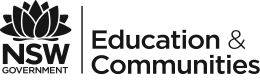 NSW
GOVERNMENT
Education &
Communities